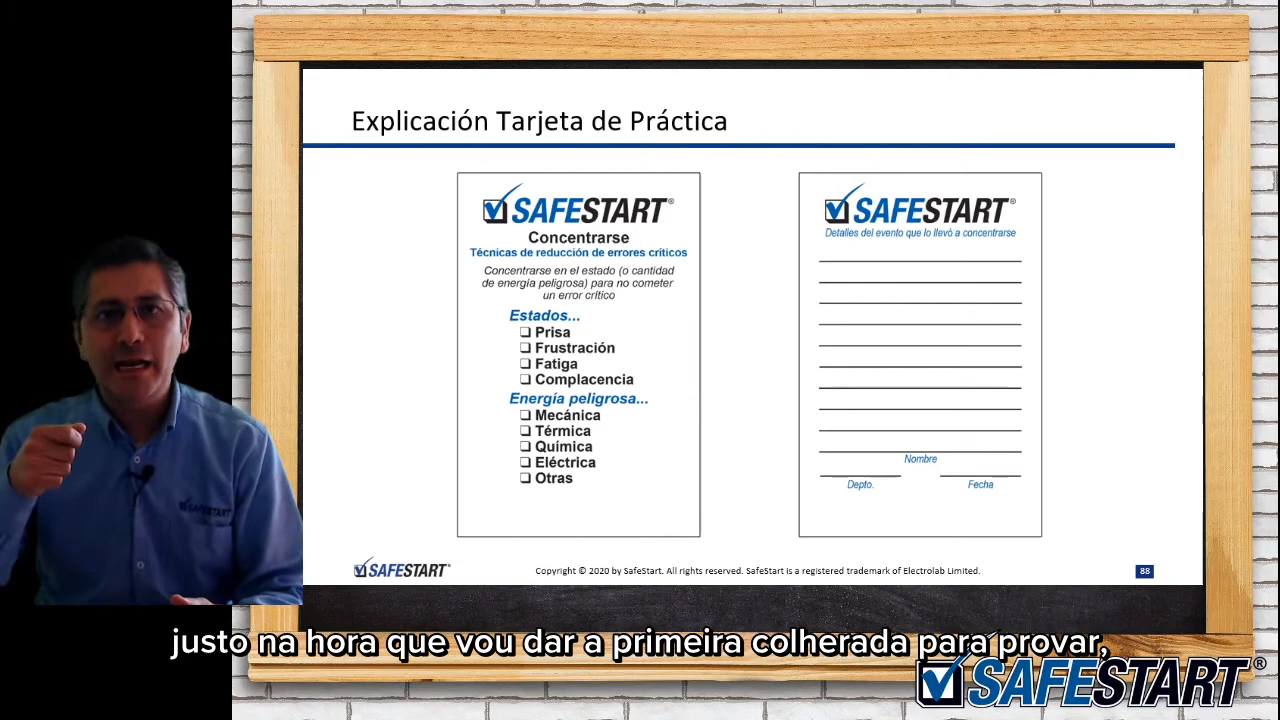 Explicación Tarjeta de Práctica
SAFESTART®
Concentrarse
Técnicas de reducción de errores críticos
Concentrarse en el estado (o cantidad
de energía peligrosa) para no cometer
un error crítico
Estados...
Prisa
Frustración
Fatiga
Complacencia
Energía peligrosa...
Mecánica
Térmica
Química
Eléctrica
Otras
SAFESTART®
Detalles del evento que lo llevó a concentrarse
Nombre
Depto.
Fecha
SAFESTART
SAFESTART®
Copyright © 2020 by SafeStart. All rights reserved. SafeStart is a registered trademark of Electrolab Limited.
88
justo na hora que vou dar a primeira colherada para provar,
SAFESTART®